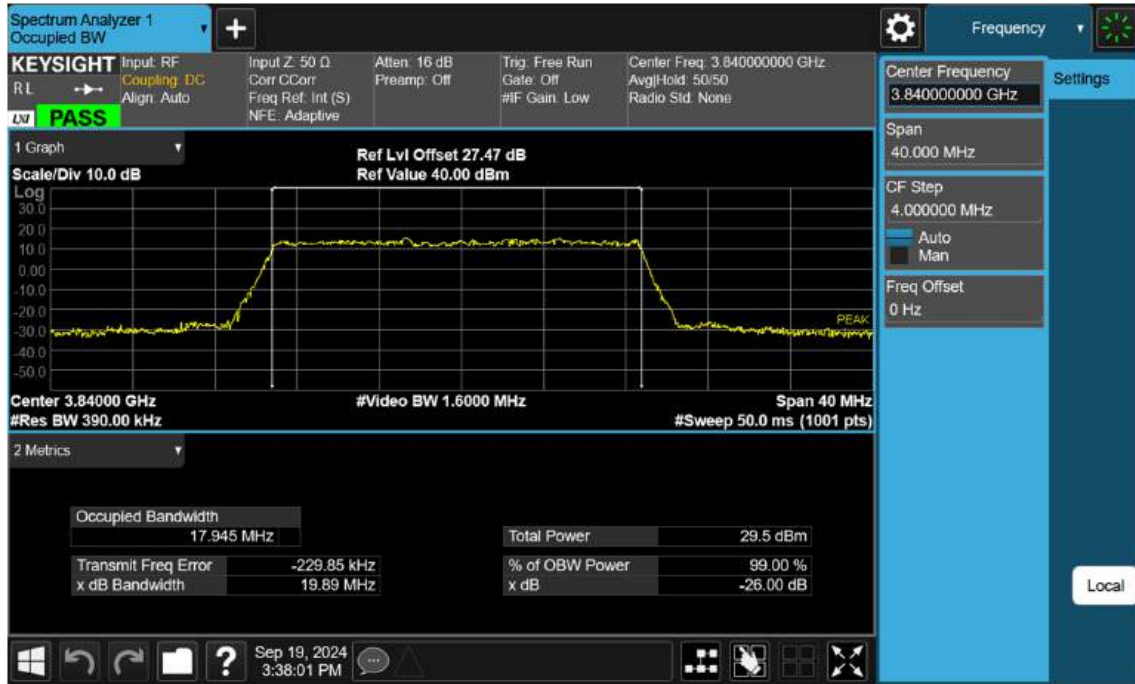 Spectrum Analyzer 1
Occupied BW
Frequency
KEYSIGHT
R L
LXI PASS
Input: RF
Coupling: DC
Align: Auto
Input Z: 50 Ω
Corr CCorr
Freq Ref: Int (S)
NFE: Adaptive
Atten: 16 dB
Preamp: Off
Trig: Free Run
Gate: Off
#IF Gain: Low
Center Freq: 3.840000000 GHz
Avg|Hold: 50/50
Radio Std: None
Center Frequency
3.840000000 GHz
Settings
Span
40.000 MHz
CF Step
4.000000 MHz
Auto
Man
Freq Offset
0 Hz
Local
1 Graph
Scale/Div 10.0 dB
Ref Lvl Offset 27.47 dB
Ref Value 40.00 dBm
Log
30.0
20.0
10.0
0.00
-10.0
-20.0
-30.0
-40.0
-50.0
PEAK
Center 3.84000 GHz
#Video BW 1.6000 MHz
Span 40 MHz
#Res BW 390.00 kHz
#Sweep 50.0 ms (1001 pts)
2 Metrics
Occupied Bandwidth
17.945 MHz
Total Power 29.5 dBm
Transmit Freq Error -229.85 kHz
% of OBW Power 99.00 %
x dB Bandwidth 19.89 MHz
x dB -26.00 dB
Sep 19, 2024
3:38:01 PM